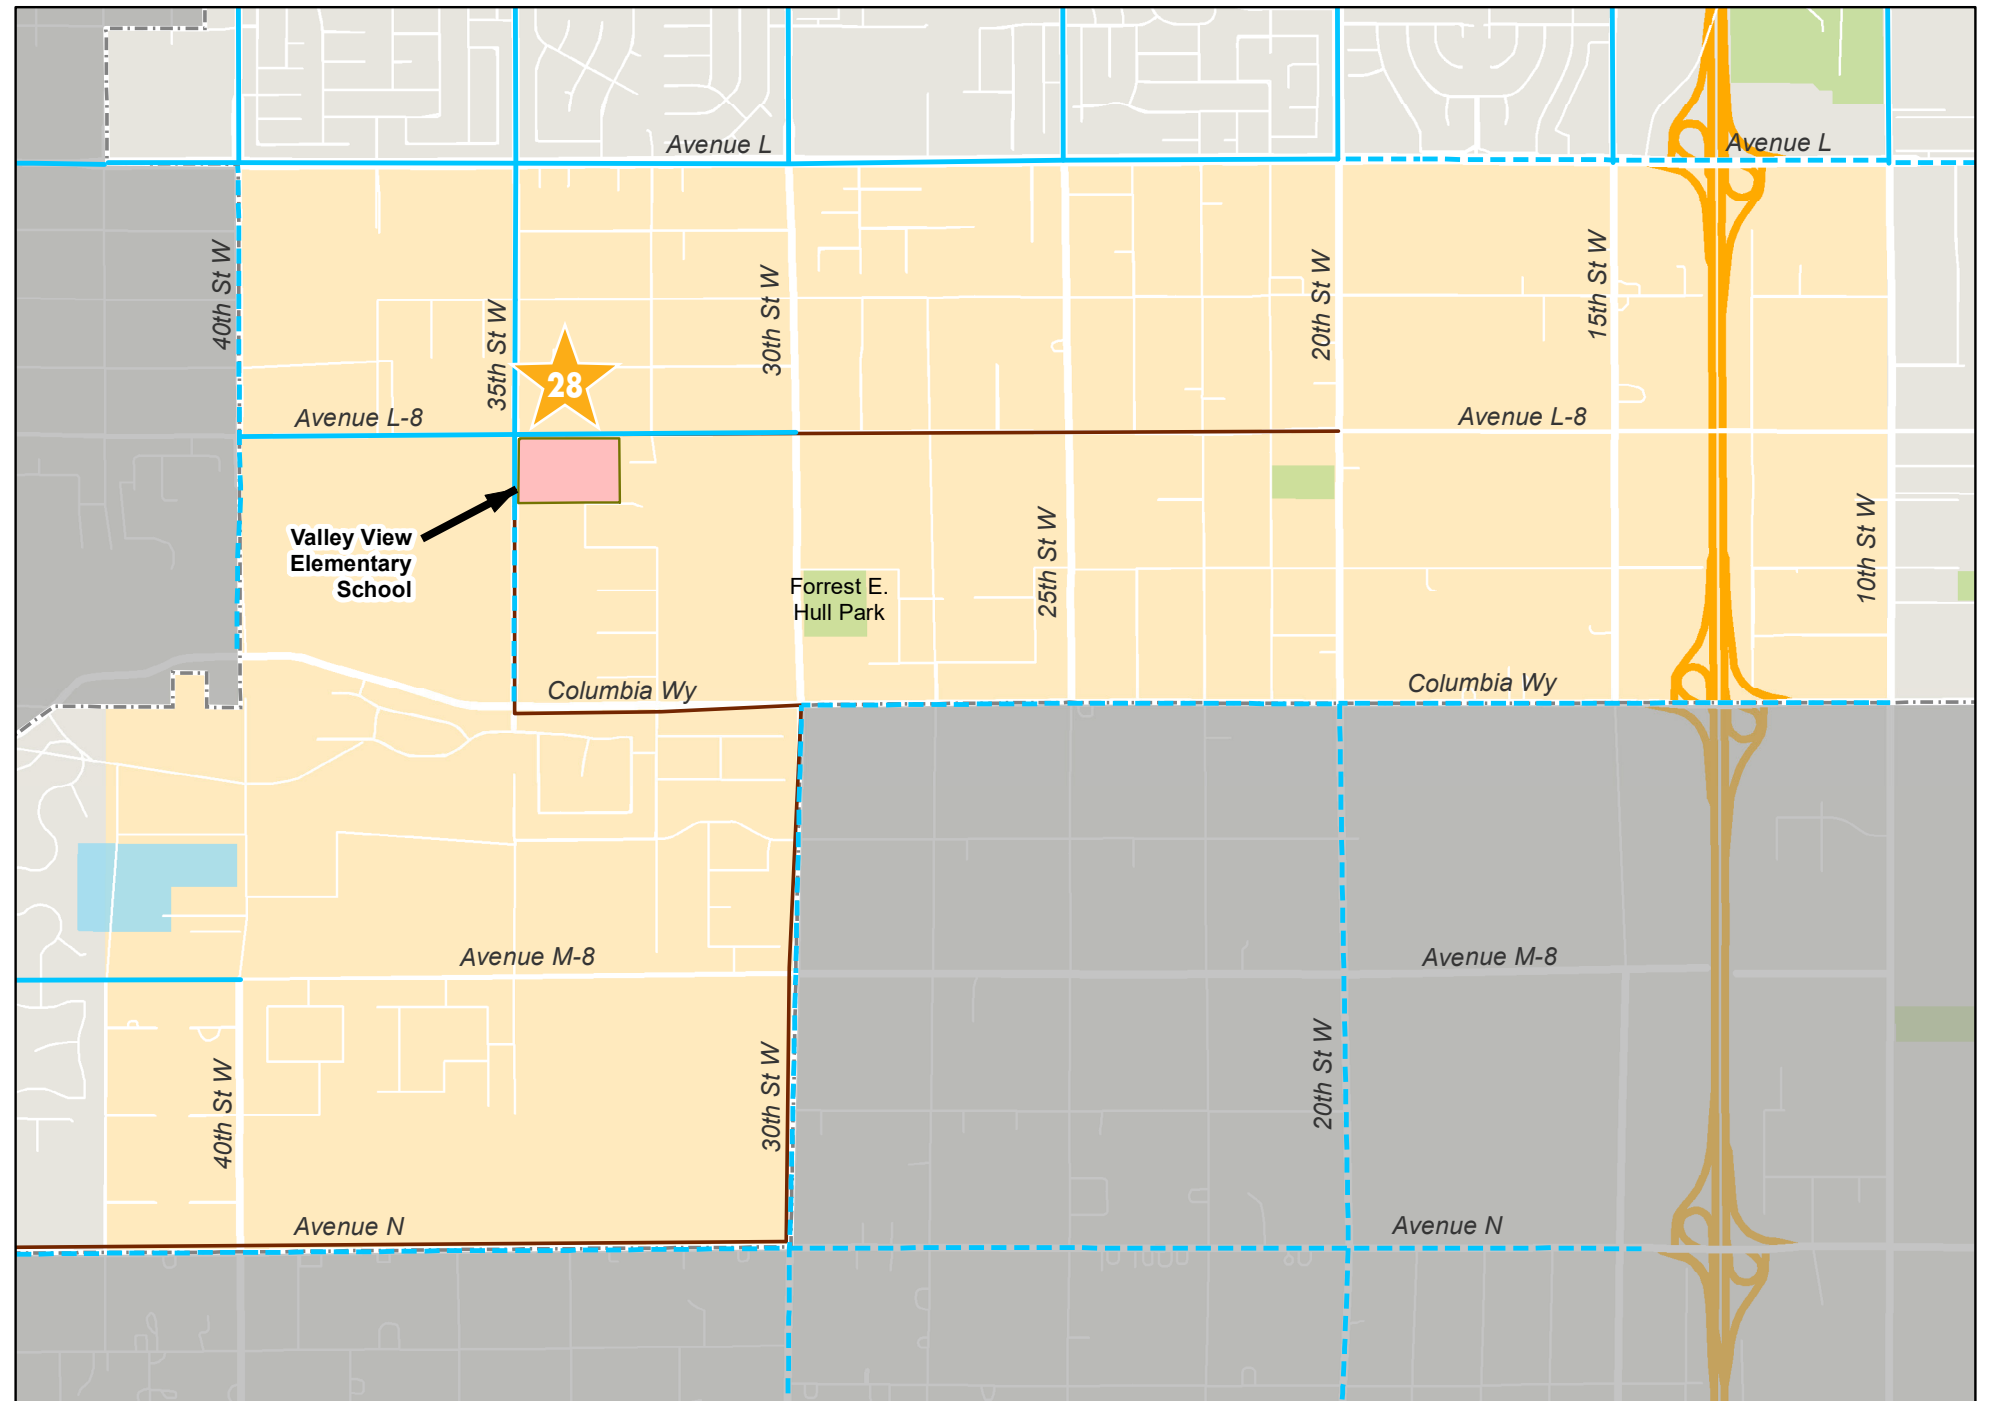 Avenue L
Avenue L
40th St W
35th St W
30th St W
20th St W
15th St W
28
Avenue L-8
Avenue L-8
Valley View
Elementary
School
Forrest E.
Hull Park
25th St W
10th St W
Columbia Wy
Columbia Wy
Avenue M-8
Avenue M-8
40th St W
30th St W
20th St W
Avenue N
Avenue N